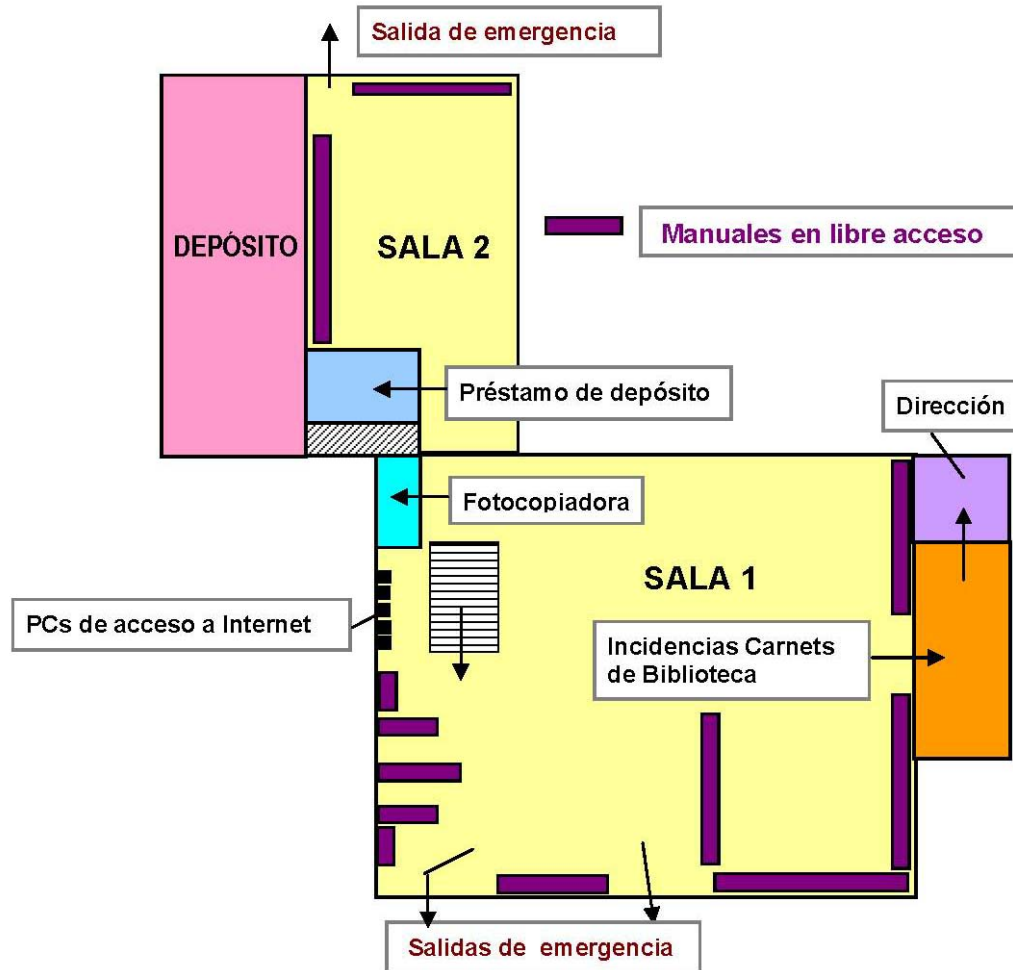 Salida de emergencia
DEPÓSITO
SALA 2
Manuales en libre acceso
Préstamo de depósito
Dirección
Fotocopiadora
SALA 1
PCs de acceso a Internet
Incidencias Carnets
de Biblioteca
Salidas de emergencia